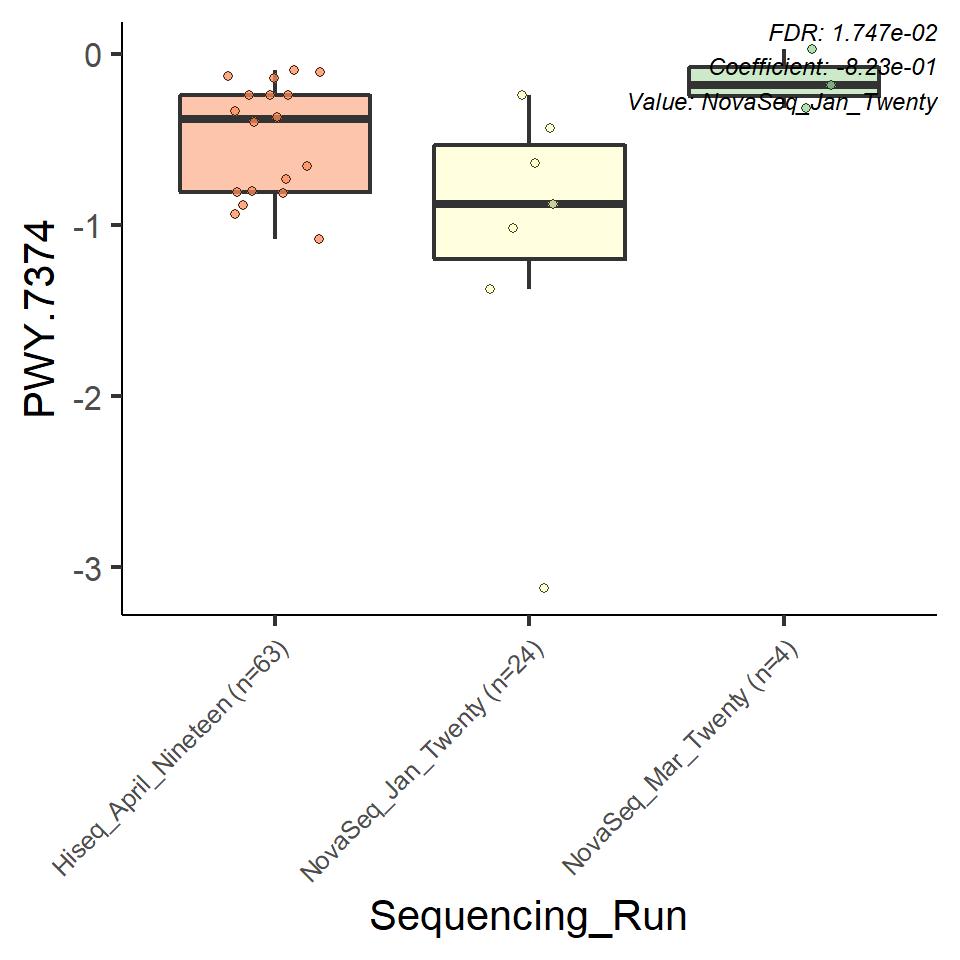 FDR: 1.747e-02
Coefficient: -8.23e-01
Value: NovaSeq_Jan_Twenty
PWY.7374
0
-1
-2
-3
Hiseq_April_Nineteen (n=63)
NovaSeq_Jan_Twenty (n=24)
NovaSeq_Mar_Twenty (n=4)
Sequencing_Run